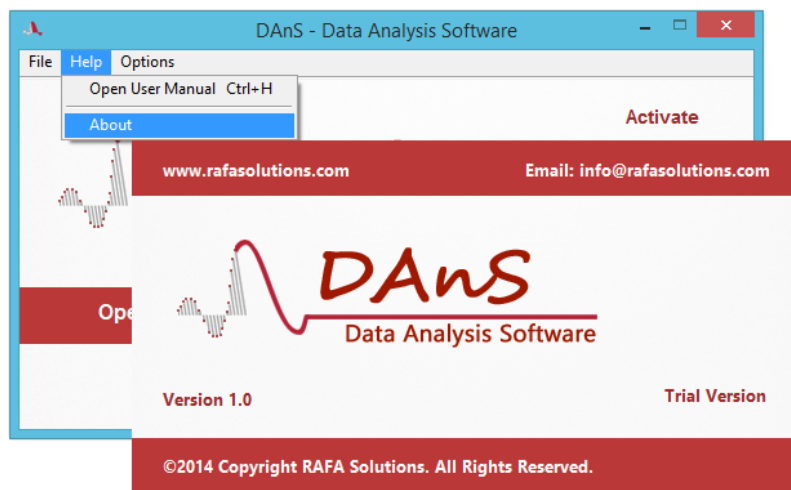 DAnS - Data Analysis Software
File Help Options
Open User Manual Ctrl+H
About
Activate
www.rafasolutions.com Email: info@rafasolutions.com
DAnS
Data Analysis Software
Version 1.0 Trial Version
©2014 Copyright RAFA Solutions. All Rights Reserved.